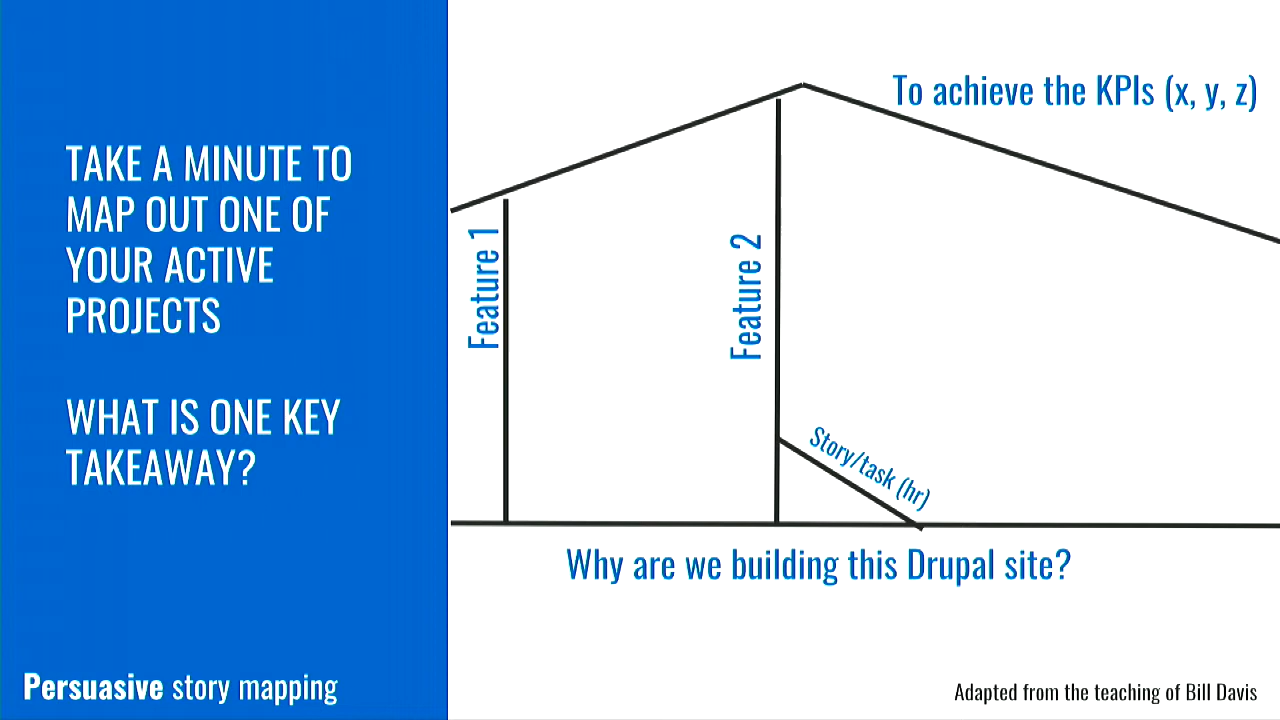 TAKE A MINUTE TO
MAP OUT ONE OF
YOUR ACTIVE
PROJECTS
WHAT IS ONE KEY
TAKEAWAY?
Persuasive story mapping
To achieve the KPIs (x, y, z)
Feature 1
Feature 2
Story/task (hr)
Why are we building this Drupal site?
Adapted from the teaching of Bill Davis